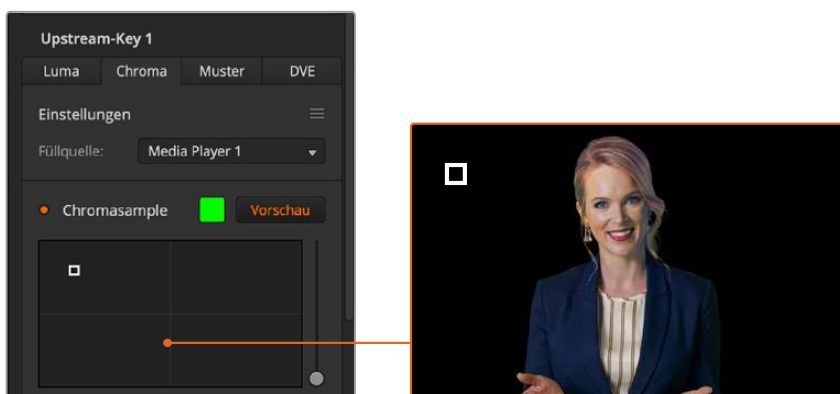 Upstream-Key 1
Luma Chroma Muster DVE
Einstellungen
Füllquelle: Media Player 1
Chromasample Vorschau